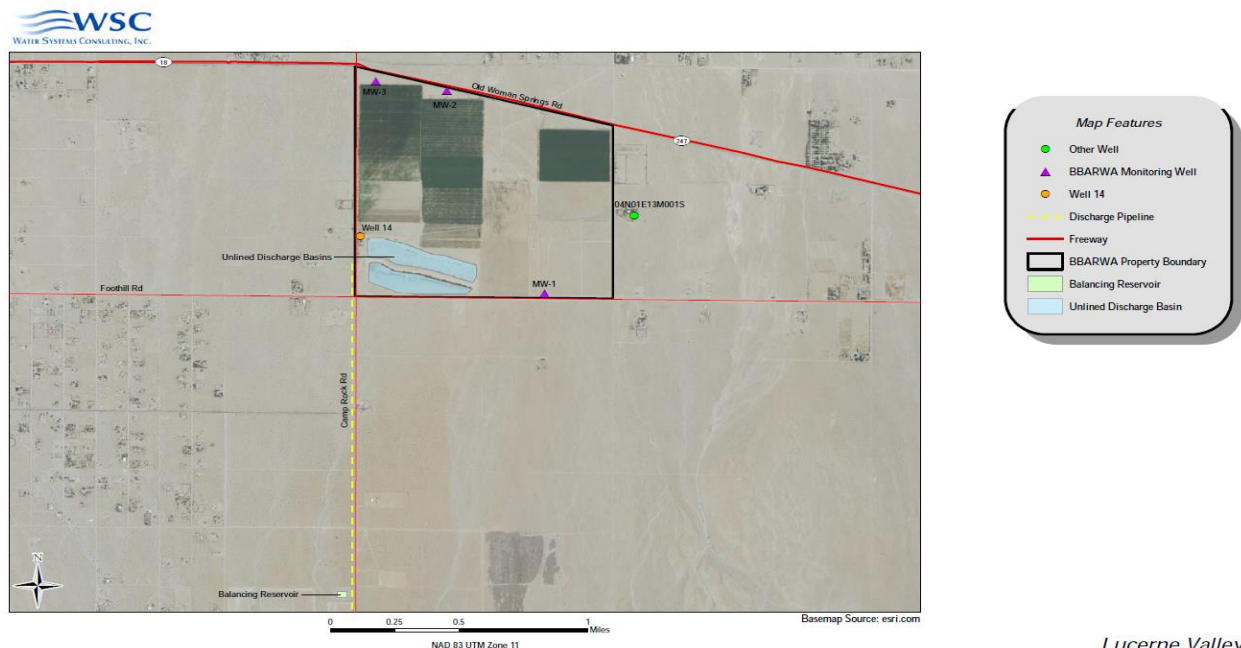 WSC
WATER SYSTEMS CONSULTING, INC.
18
Old Woman Springs Rd
MW-3
MW-2
247
04N01E13M001S
Well 14
Unlined Discharge Basins
MW-1
Foothill Rd
Camp Rock Rd
Balancing Reservoir
N
Map Features
Other Well
BBARWA Monitoring Well
Well 14
Discharge Pipeline
Freeway
BBARWA Property Boundary
Balancing Reservoir
Unlined Discharge Basin
0 0.25 0.5 1
Miles
NAD 83 UTM Zone 11
Basemap Source: esri.com
Lucerne Valley